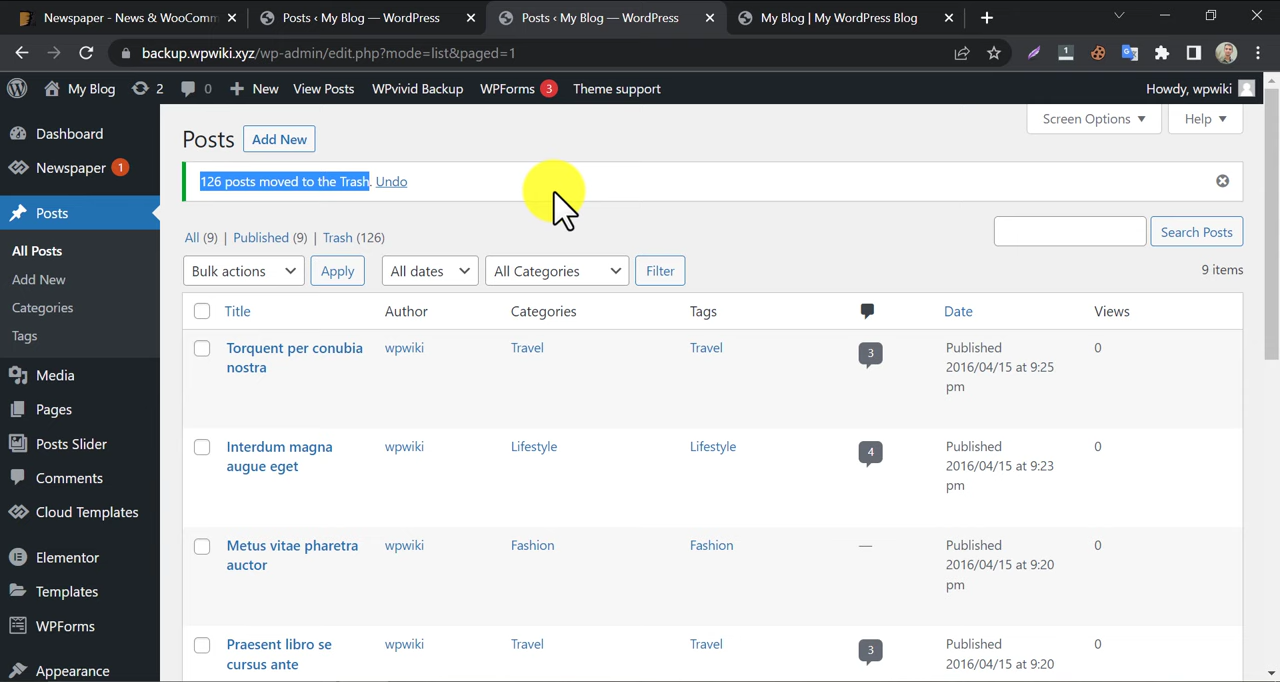 Newspaper - News & WooComm
Posts ‹ My Blog — WordPress
Posts ‹ My Blog — WordPress
My Blog | My WordPress Blog
backup.wpwiki.xyz/wp-admin/edit.php?mode=list&paged=1
1
My Blog
2
0
New
View Posts
WPvivid Backup
WPForms 3
Theme support
Howdy, wpwiki
Dashboard
Newspaper 1
Posts
All Posts
Add New
Categories
Tags
Media
Pages
Posts Slider
Comments
Cloud Templates
Elementor
Templates
WPForms
Appearance
Screen Options ▼
Help ▼
Posts
Add New
126 posts moved to the Trash. Undo
All (9) | Published (9) | Trash (126)
Search Posts
Bulk actions
Apply
All dates
All Categories
Filter
9 items
Title Author Categories Tags Date Views
Torquent per conubia nostra
wpwiki
Travel
Travel
3
Published
2016/04/15 at 9:25
pm
0
Interdum magna
augue eget
wpwiki
Lifestyle
Lifestyle
4
Published
2016/04/15 at 9:23
pm
0
Metus vitae pharetra
auctor
wpwiki
Fashion
Fashion
—
Published
2016/04/15 at 9:20
pm
0
Praesent libro se
cursus ante
wpwiki
Travel
Travel
3
Published
2016/04/15 at 9:20
0